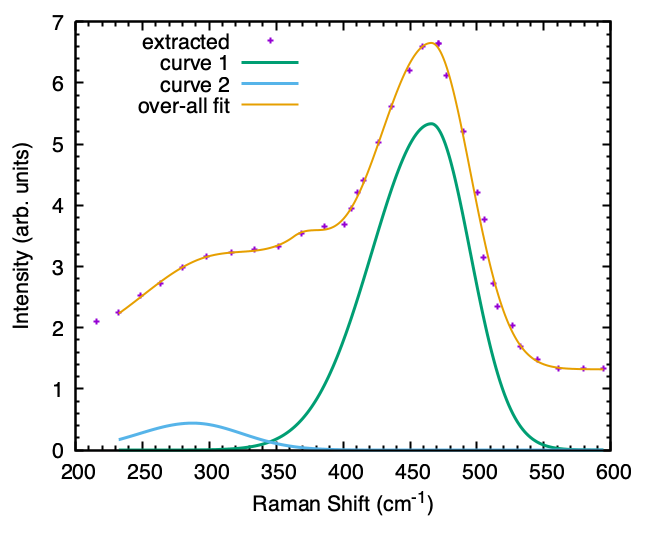 7
6
5
4
3
2
1
0
extracted
curve 1
curve 2
over-all fit
Intensity (arb. units)
200 250 300 350 400 450 500 550 600
Raman Shift (cm-1)